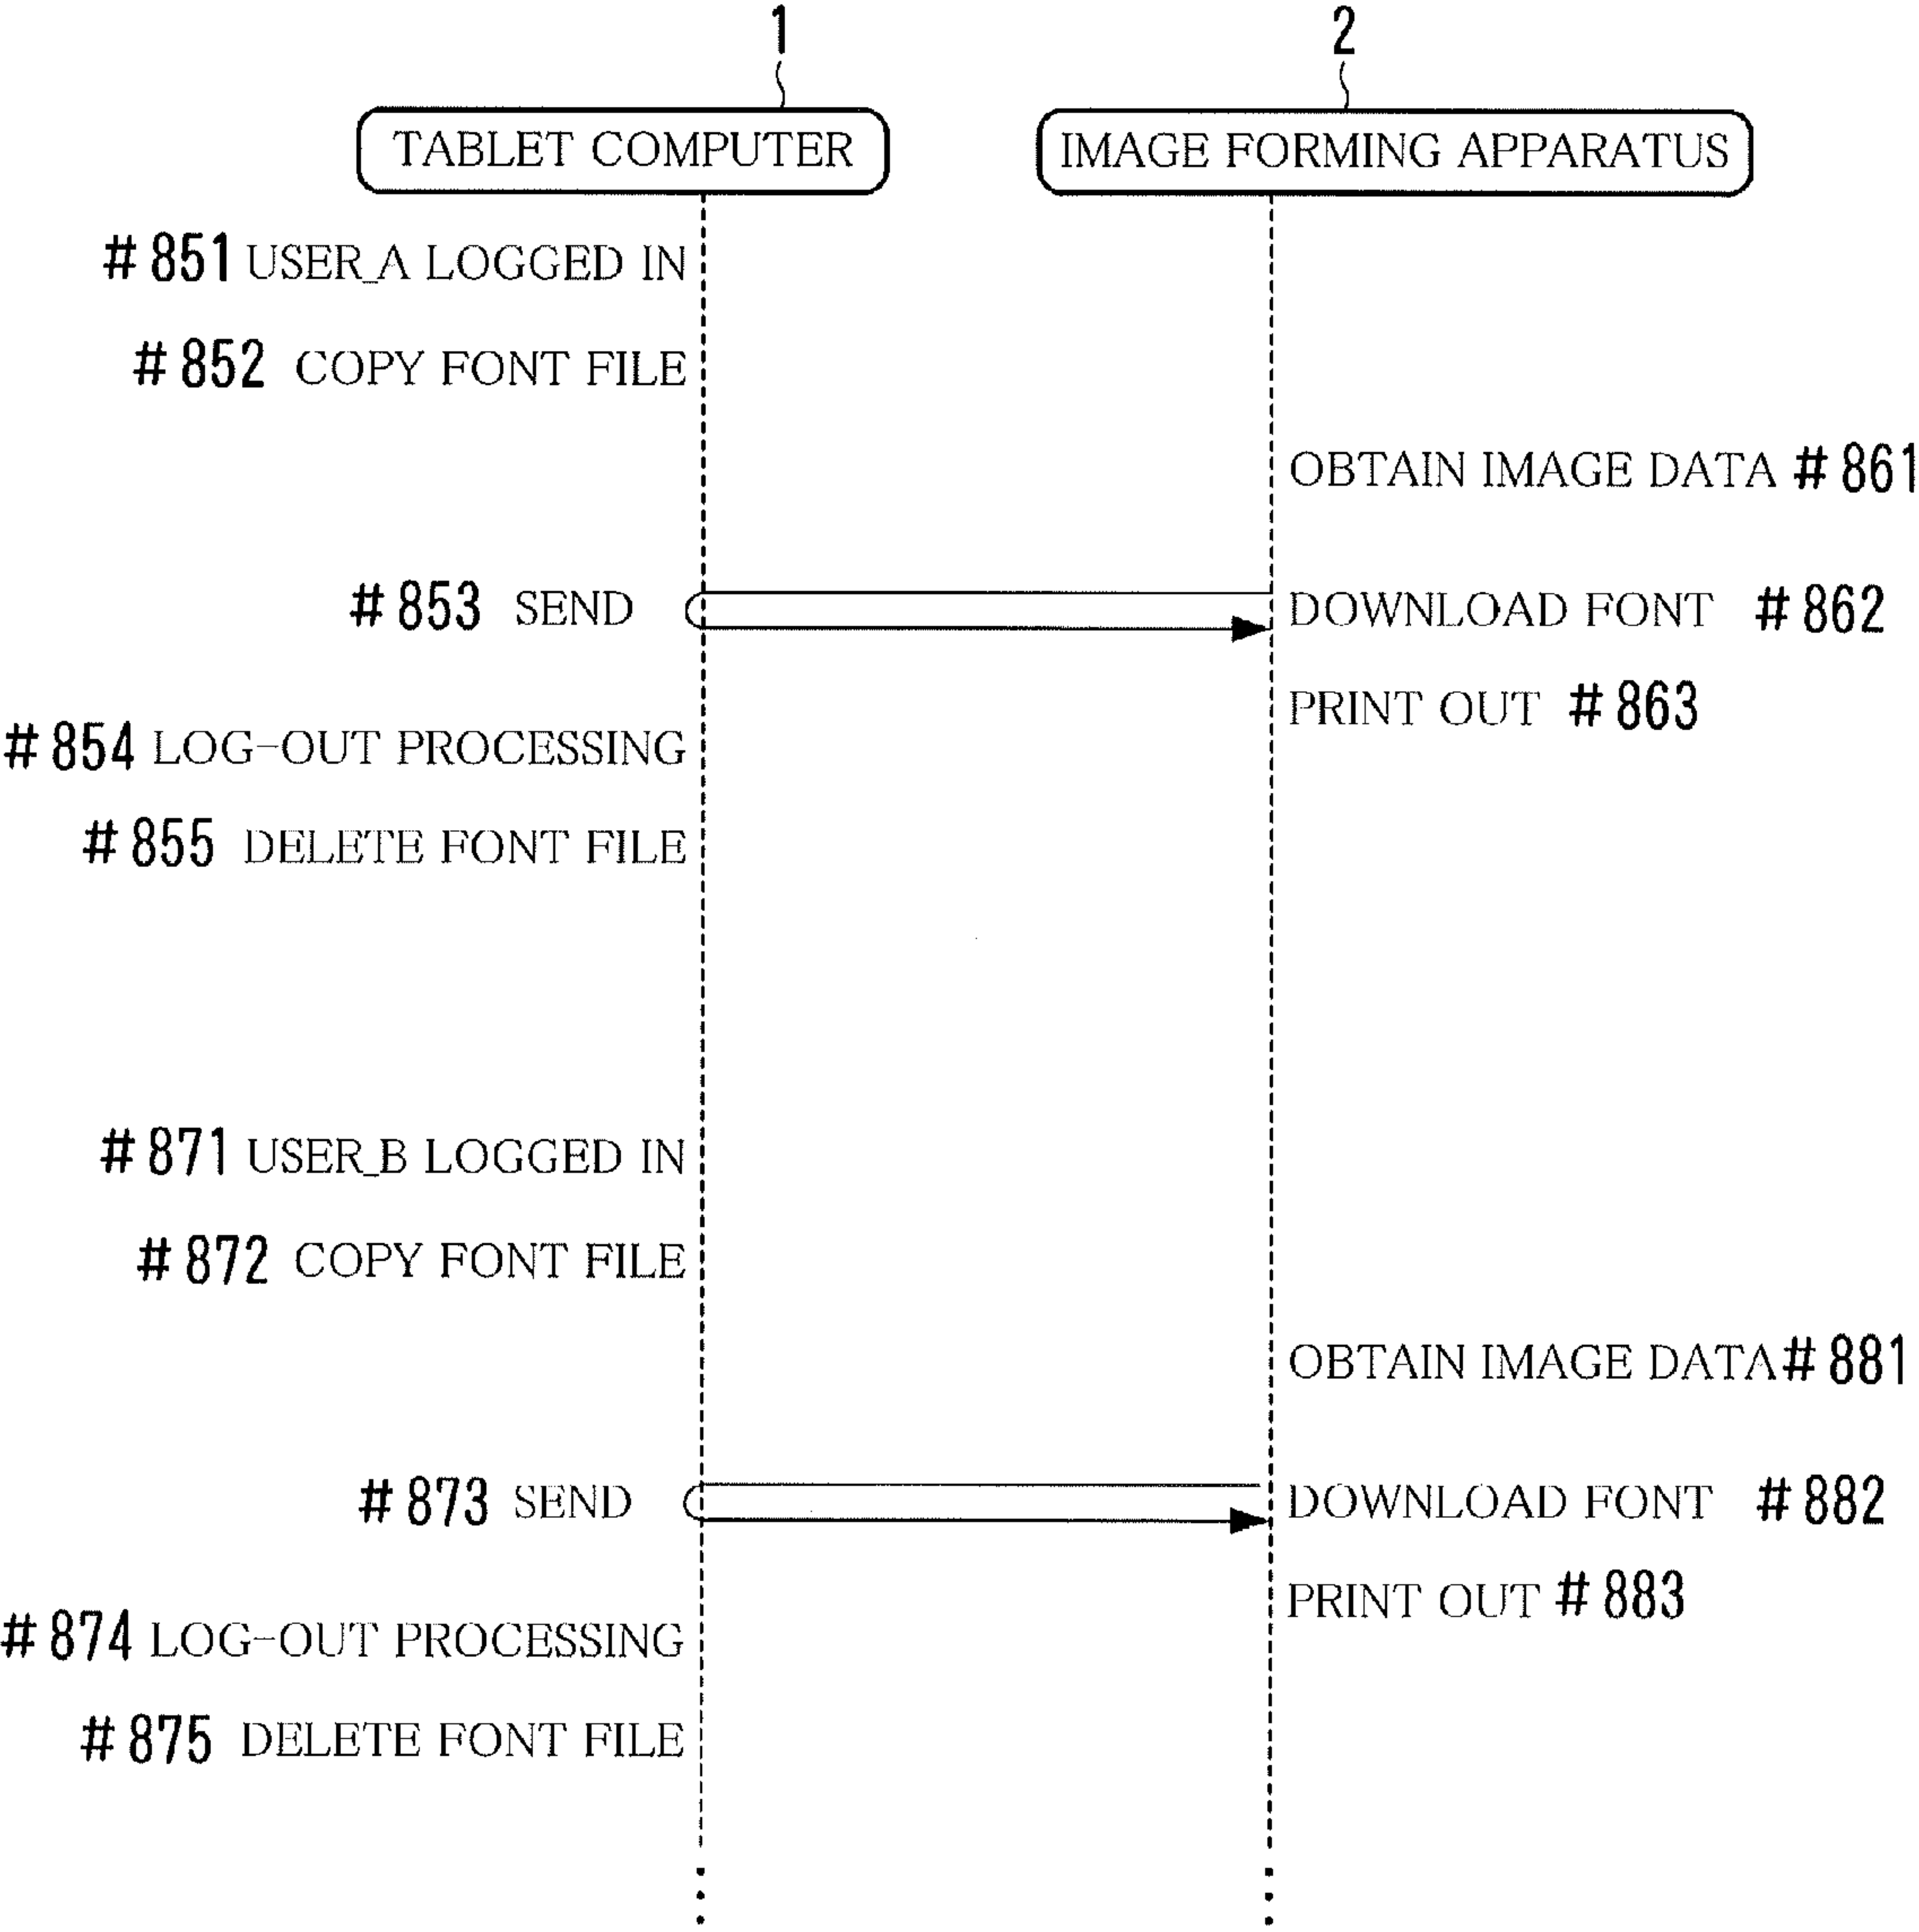 1 2
TABLET COMPUTER IMAGE FORMING APPARATUS
#851 USER_A LOGGED IN
#852 COPY FONT FILE
OBTAIN IMAGE DATA #861
#853 SEND DOWNLOAD FONT #862
PRINT OUT #863
#854 LOG-OUT PROCESSING
#855 DELETE FONT FILE
#871 USER_B LOGGED IN
#872 COPY FONT FILE
OBTAIN IMAGE DATA #881
#873 SEND DOWNLOAD FONT #882
PRINT OUT #883
#874 LOG-OUT PROCESSING
#875 DELETE FONT FILE